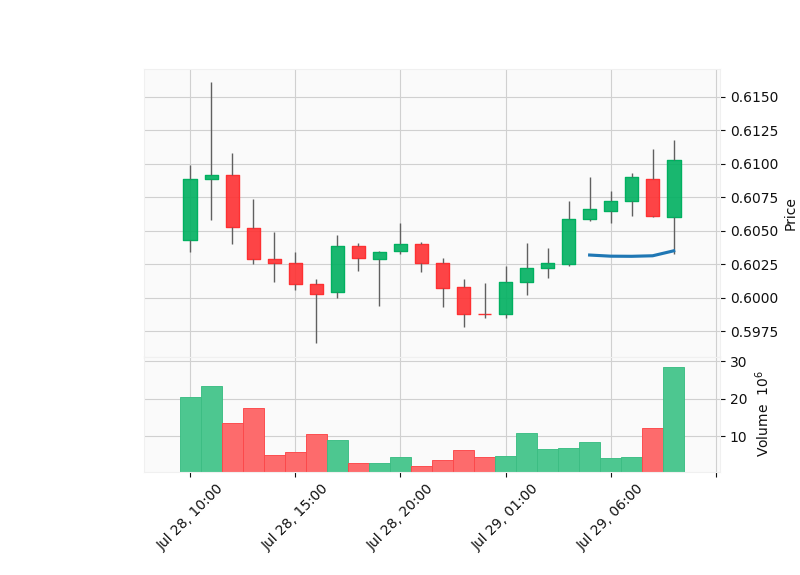 0.6150
0.6125
0.6100
0.6075
0.6050
0.6025
0.6000
0.5975
Price
30
20
10
Volume 10⁶
Jul 28, 10:00
Jul 28, 15:00
Jul 28, 20:00
Jul 29, 01:00
Jul 29, 06:00